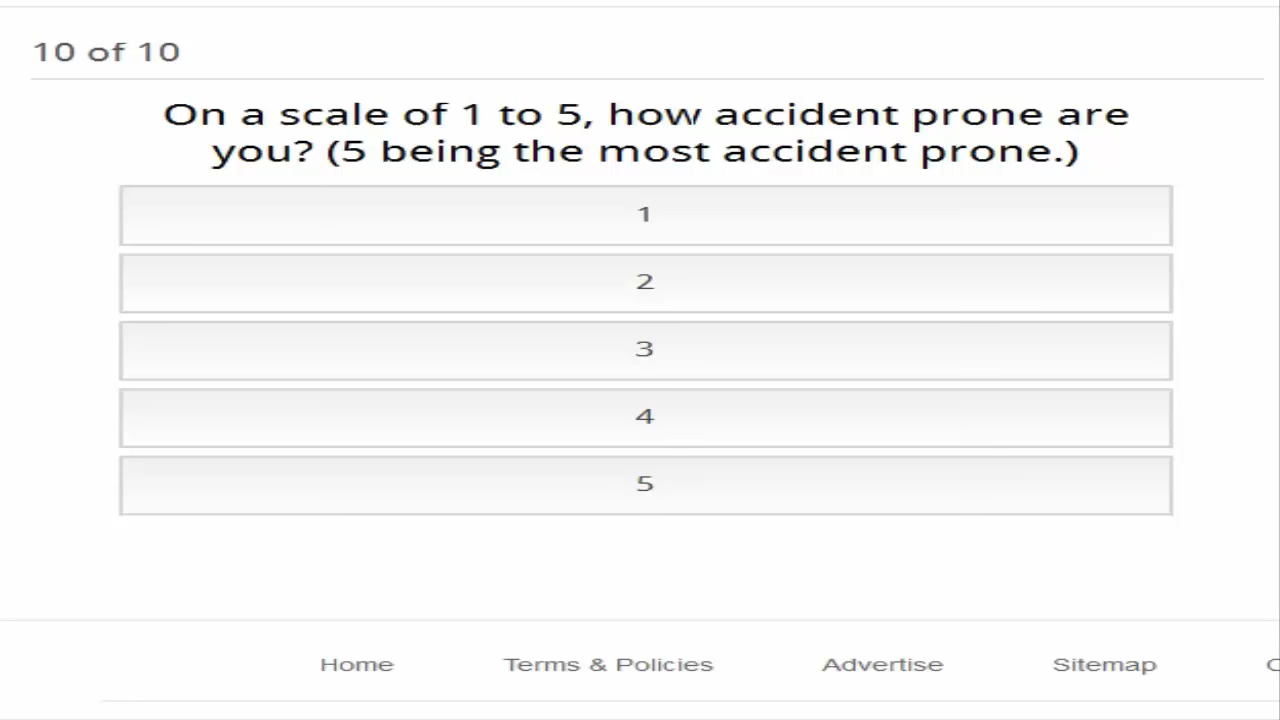 10 of 10
On a scale of 1 to 5, how accident prone are
you? (5 being the most accident prone.)
1
2
3
4
5
Home Terms & Policies Advertise Sitemap